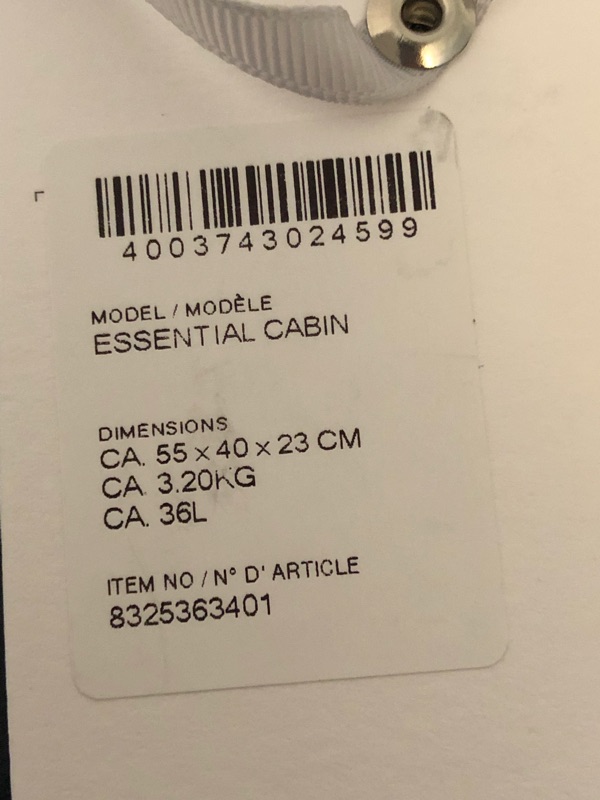 4003743024599
MODEL / MODÈLE
ESSENTIAL CABIN
DIMENSIONS
CA. 55 x 40 x 23 CM
CA 3.20KG
CA. 36L
ITEM NO / N° D' ARTICLE
8325363401